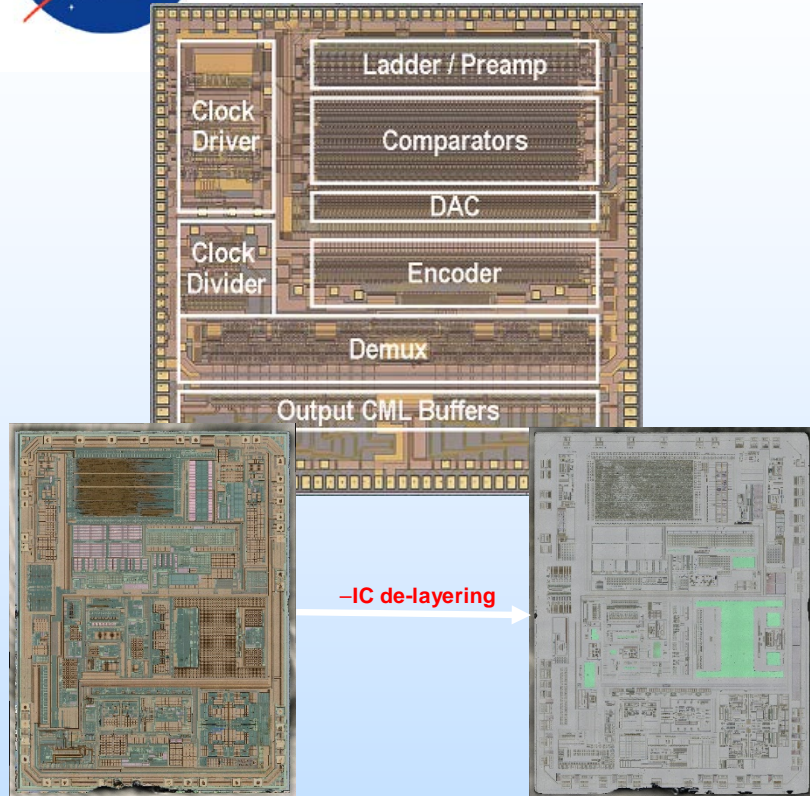 Ladder / Preamp
Clock
Driver
Comparators
DAC
Clock
Divider
Encoder
Demux
Output CML Buffers
–IC de-layering